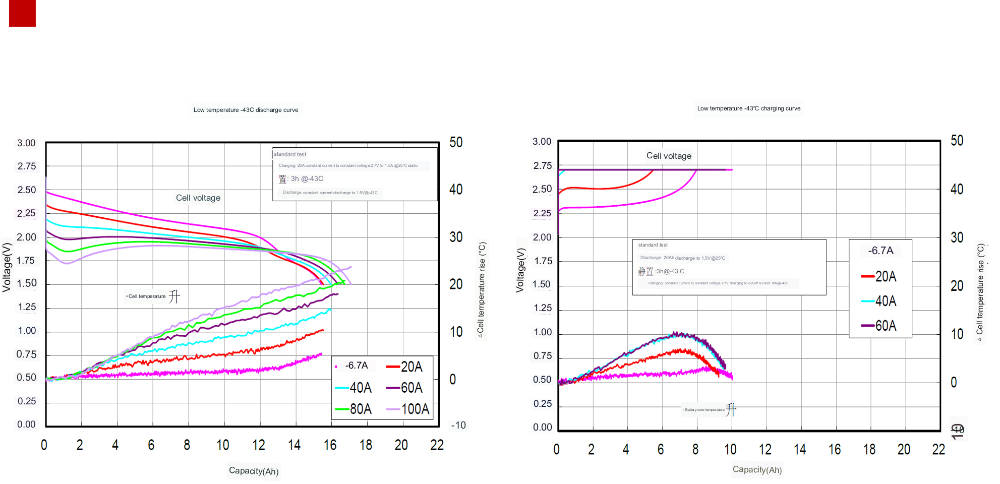 Low temperature -43C discharge curve
3.00
2.75
2.50
2.25
2.00
1.75
1.50
1.25
1.00
0.75
0.50
0.25
0.00
Voltage(V)
50
40
30
20
10
0
-10
△Cell temperature rise (°C)
standard test
Charging: 20A constant current to constant voltage 2.7V to 1.0A @25℃ static
置: 3h @-43C
Discharge: constant current discharge to 1.5V@-43C
Cell voltage
△Cell temperature 升
-6.7A 20A
40A 60A
80A 100A
0 2 4 6 8 10 12 14 16 18 20 22
Capacity(Ah)
Low temperature -43℃ charging curve
3.00
2.75
2.50
2.25
2.00
1.75
1.50
1.25
1.00
0.75
0.50
0.25
0.00
Voltage(V)
50
40
30
20
10
0
10
△ Cell temperature rise (°C)
Cell voltage
standard test
Discharge: 20Ah discharge to 1.5V@25℃
静置:3h@-43 C
Charging: constant current to constant voltage 2.7V charging to cut-off current 10A@-43C
-6.7A
20A
40A
60A
△ Battery core temperature 升
0 2 4 6 8 10 12 14 16 18 20 22
Capacity(Ah)